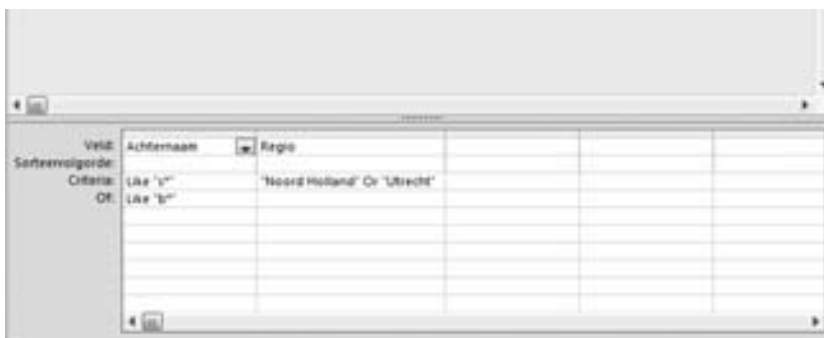 Veld: Achternaam Regio
Sorteervolgorde:
Criteria: Like "s*" "Noord Holland" Or "Utrecht"
Of: Like "b*"